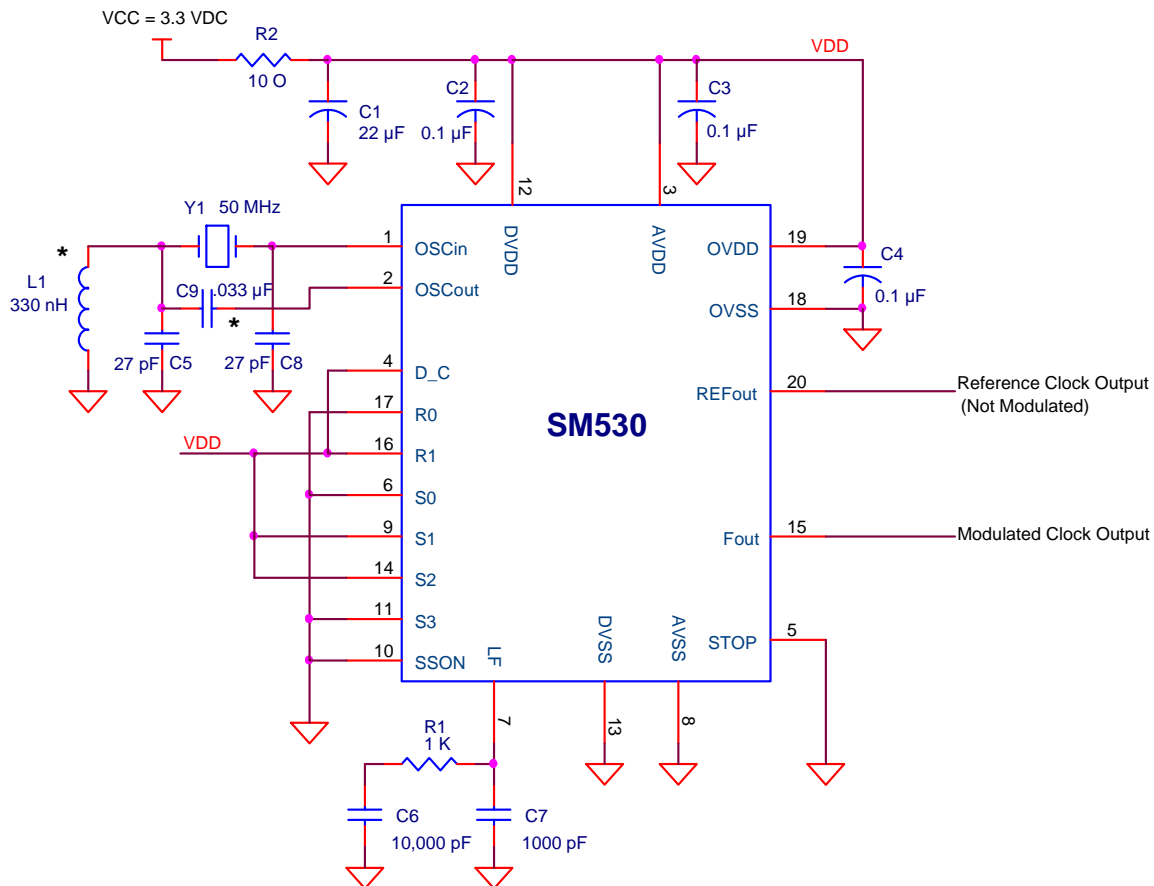 VCC = 3.3 VDC
R2
10 O
VDD
C1
22 µF
C2
0.1 µF
C3
0.1 µF
12
3
Y1 50 MHz
1
OSCin
DVDD
AVDD
OVDD
19
*
2
OSCout
C4
0.1 µF
L1
330 nH
C9 .033 µF
*
OVSS
18
27 pF C5
27 pF C8
4
D_C
REFout
20
Reference Clock Output
(Not Modulated)
17
R0
SM530
VDD
16
R1
6
S0
9
S1
Fout
15
Modulated Clock Output
14
S2
11
S3
DVSS
AVSS
STOP
5
10
SSON
LF
7
13
8
R1
1 K
C6
10,000 pF
C7
1000 pF